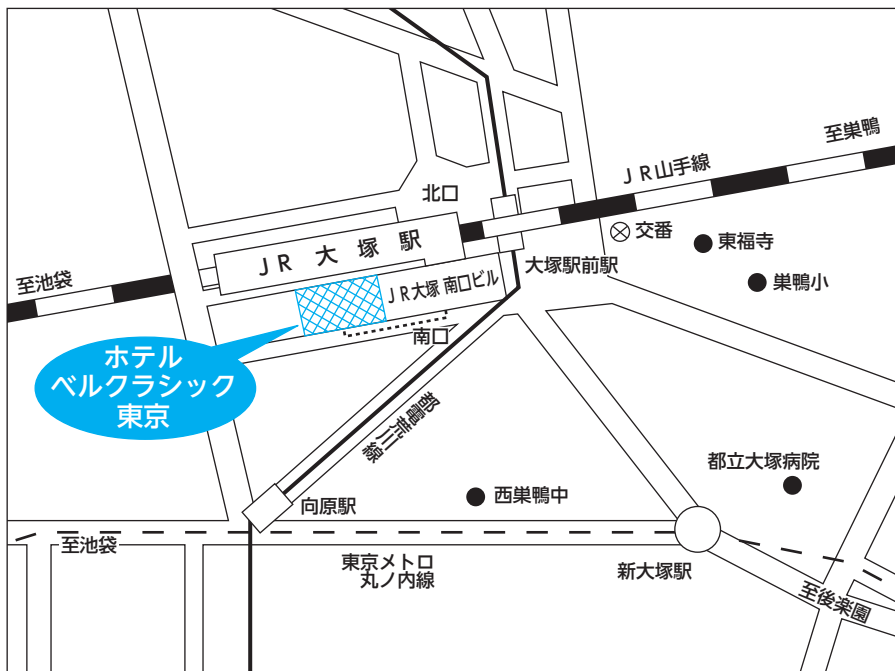 至巣鴨
JR山手線
北口
交番
東福寺
JR大塚駅
大塚駅前駅
巣鴨小
至池袋
JR大塚 南口ビル
南口
ホテル
ベルクラシック
東京
都電荒川線
都立大塚病院
西巣鴨中
向原駅
至池袋
東京メトロ
丸ノ内線
新大塚駅
至後楽園